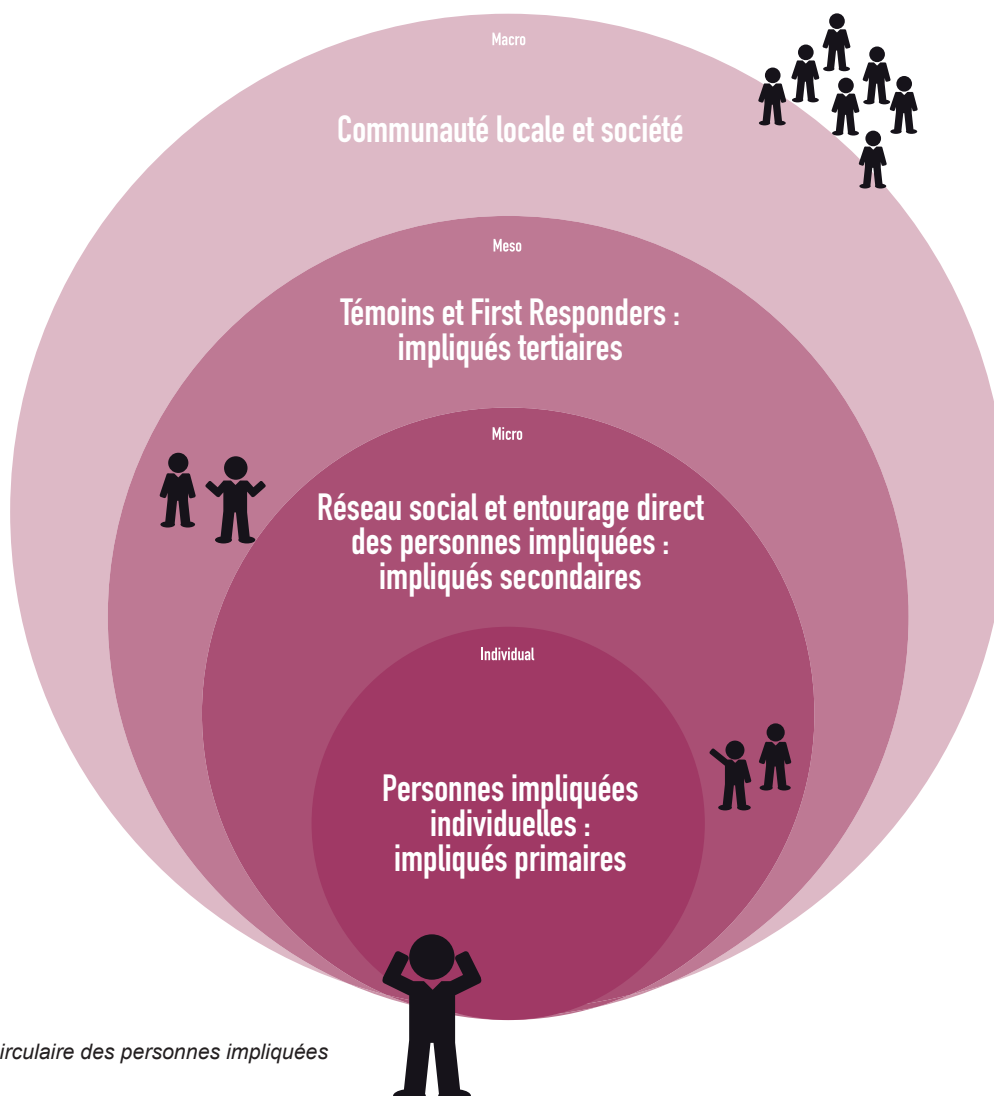 Macro
Communauté locale et société
Meso
Témoins et First Responders :
impliqués tertiaires
Micro
Réseau social et entourage direct
des personnes impliquées :
impliqués secondaires
Individual
Personnes impliquées
individuelles :
impliqués primaires
irculaire des personnes impliquées